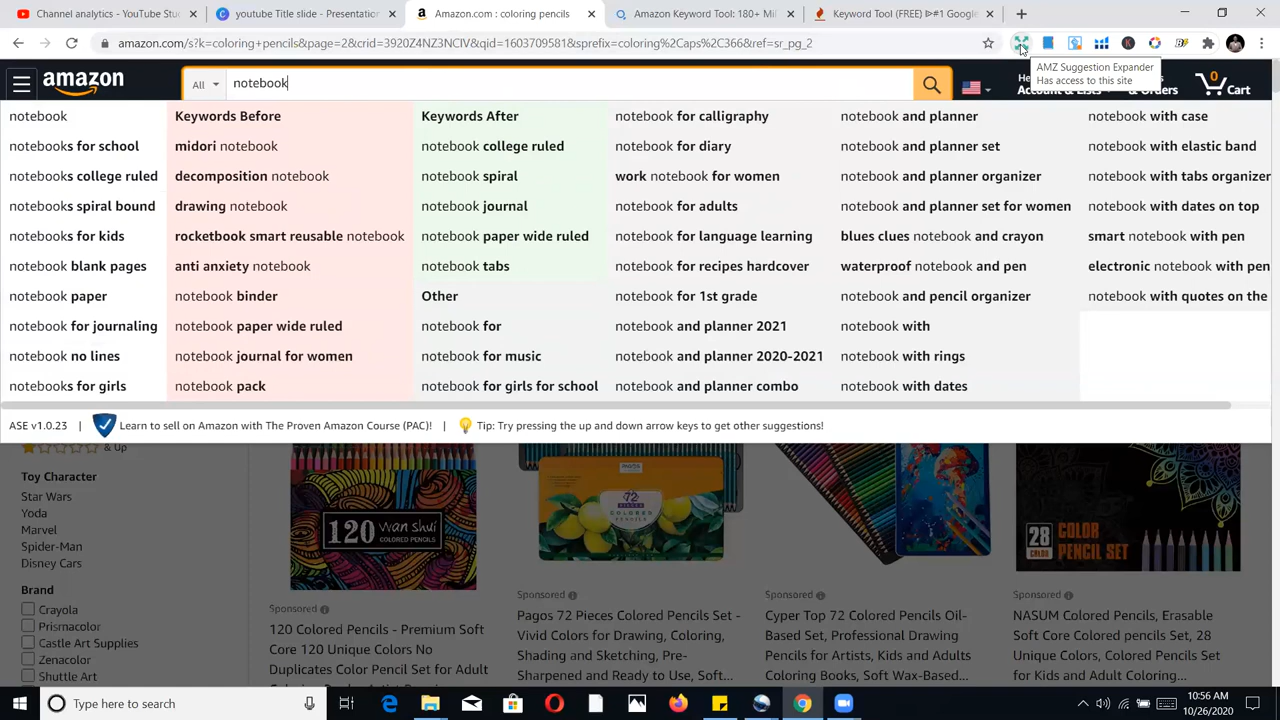 Channel analytics - YouTube Stu
youtube Title slide - Presentation
Amazon.com : coloring pencils
Amazon Keyword Tool: 180+ Mi
Keyword Tool (FREE) ᐈ#1 Google
amazon.com/s?k=coloring+pencils&page=2&crid=3920Z4NZ3NCIV&qid=1603709581&sprefix=coloring%2Caps%2C366&ref=sr_pg_2
AMZ Suggestion Expander
Has access to this site
amazon
All
notebook
He
Account & Lists
& Orders
0
Cart
notebook
notebooks for school
notebooks college ruled
notebooks spiral bound
notebooks for kids
notebook blank pages
notebook paper
notebook for journaling
notebook no lines
notebooks for girls
Keywords Before
midori notebook
decomposition notebook
drawing notebook
rocketbook smart reusable notebook
anti anxiety notebook
notebook binder
notebook paper wide ruled
notebook journal for women
notebook pack
Keywords After
notebook college ruled
notebook spiral
notebook journal
notebook paper wide ruled
notebook tabs
Other
notebook for
notebook for music
notebook for girls for school
notebook for calligraphy
notebook for diary
work notebook for women
notebook for adults
notebook for language learning
notebook for recipes hardcover
notebook for 1st grade
notebook and planner 2021
notebook and planner 2020-2021
notebook and planner combo
notebook and planner
notebook and planner set
notebook and planner organizer
notebook and planner set for women
blues clues notebook and crayon
waterproof notebook and pen
notebook and pencil organizer
notebook with
notebook with rings
notebook with dates
notebook with case
notebook with elastic band
notebook with tabs organizer
notebook with dates on top
smart notebook with pen
electronic notebook with pen
notebook with quotes on the
ASE v1.0.23 | Learn to sell on Amazon with The Proven Amazon Course (PAC)! | Tip: Try pressing the up and down arrow keys to get other suggestions!
& Up
Toy Character
Star Wars
Yoda
Marvel
Spider-Man
Disney Cars
Brand
Crayola
Prismacolor
Castle Art Supplies
Zenacolor
Shuttle Art
120 wan shui
COLORED PENCILS
72
COLORED PENCILS
28
COLOR
PENCIL SET
Sponsored
120 Colored Pencils - Premium Soft
Core 120 Unique Colors No
Duplicates Color Pencil Set for Adult
Sponsored
Pagos 72 Pieces Colored Pencils Set -
Vivid Colors for Drawing, Coloring,
Shading and Sketching, Pre-
Sharpened and Ready to Use, Soft...
Sponsored
Cyper Top 72 Colored Pencils Oil-
Based Set, Professional Drawing
Pencils for Artists, Kids and Adults
Coloring Books, Soft Wax-Based...
Sponsored
NASUM Colored Pencils, Erasable
Soft Core Colored pencils Set, 28
Unique Colors, Colored Pencils Set
for Kids and Adult Colorists
Type here to search
10:56 AM
10/26/2020